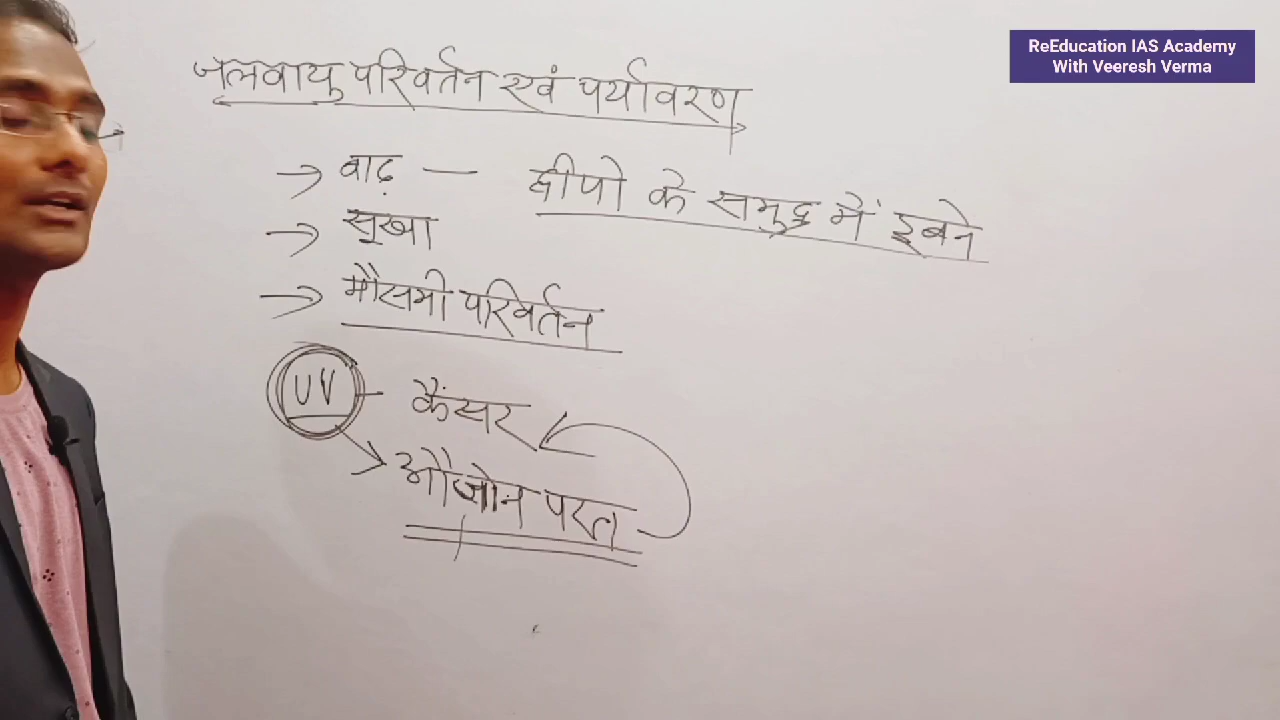 ReEducation IAS Academy
With Veeresh Verma
जलवायु परिवर्तन एवं पर्यावरण
→ बाढ़ — द्वीपो के समुद्र में डूबने
→ सूखा
→ मौसमी परिवर्तन
UV – कैंसर
→ औजोन परत